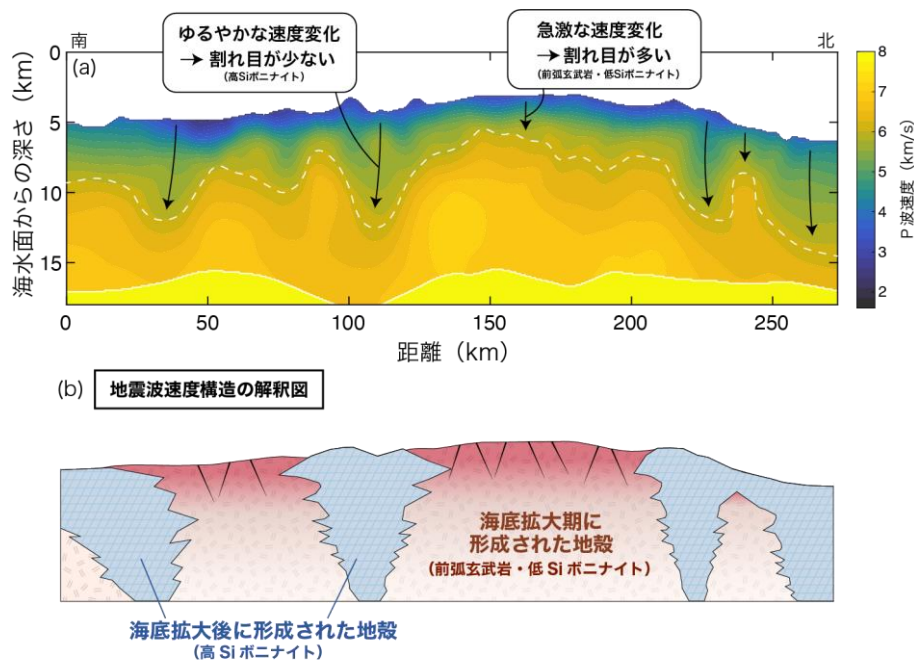 ゆるやかな速度変化
→ 割れ目が少ない
(高Siボニナイト)
急激な速度変化
→ 割れ目が多い
(前弧玄武岩・低Siボニナイト)
南
北
(a)
0
5
10
15
海水面からの深さ (km)
0
50
100
150
200
250
距離 (km)
8
7
6
5
4
3
2
P 波速度 (km/s)
(b)
地震波速度構造の解釈図
海底拡大期に
形成された地殻
(前弧玄武岩・低 Si ボニナイト)
海底拡大後に形成された地殻
(高 Si ボニナイト)